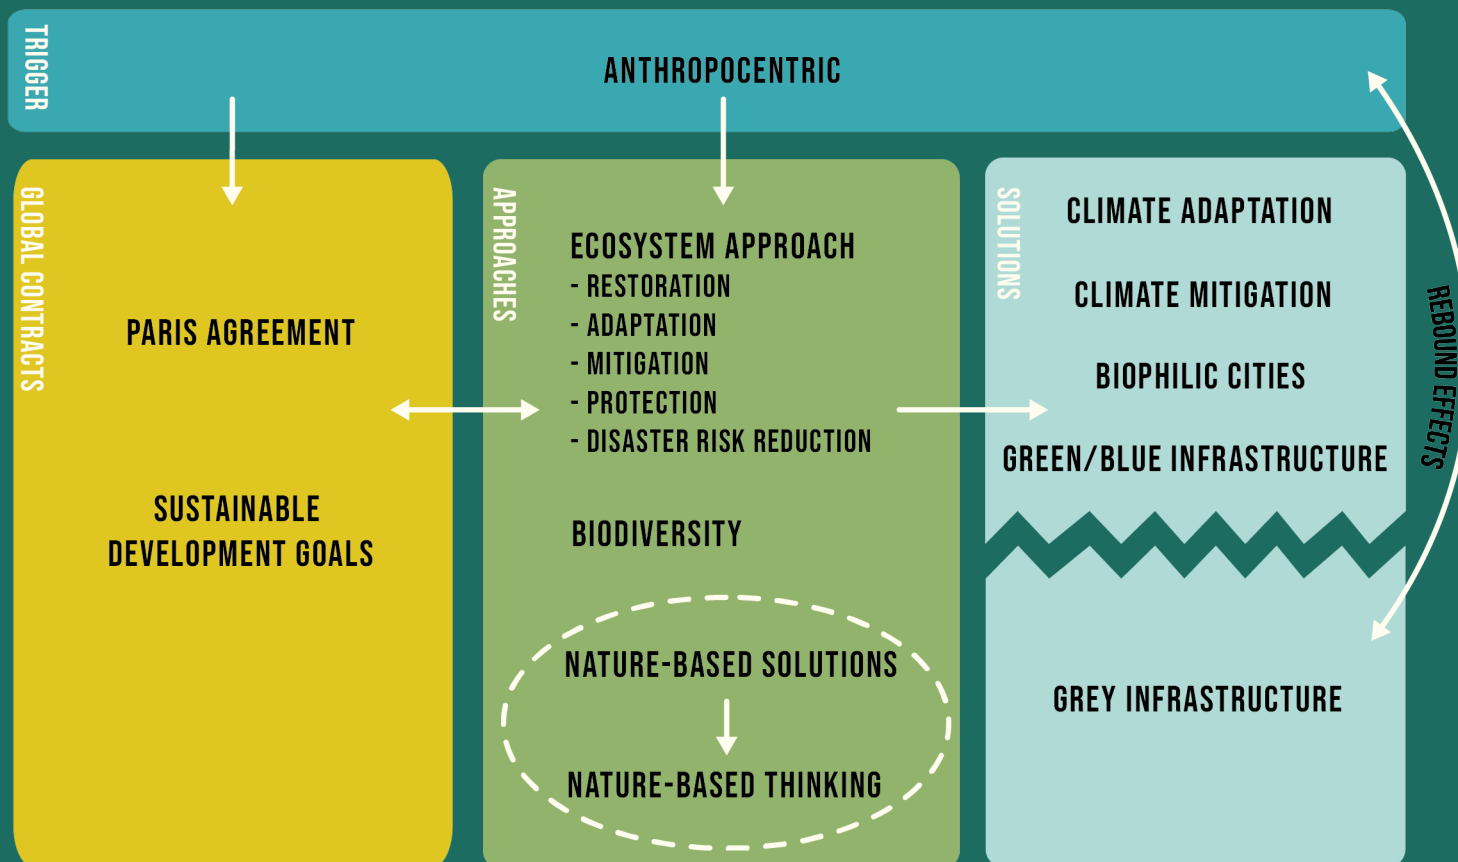 TRIGGER
ANTHROPOCENTRIC
GLOBAL CONTRACTS
PARIS AGREEMENT
SUSTAINABLE
DEVELOPMENT GOALS
APPROACHES
ECOSYSTEM APPROACH
- RESTORATION
- ADAPTATION
- MITIGATION
- PROTECTION
- DISASTER RISK REDUCTION
BIODIVERSITY
NATURE-BASED SOLUTIONS
NATURE-BASED THINKING
SOLUTIONS
CLIMATE ADAPTATION
CLIMATE MITIGATION
BIOPHILIC CITIES
GREEN/BLUE INFRASTRUCTURE
GREY INFRASTRUCTURE
REBOUND EFFECTS